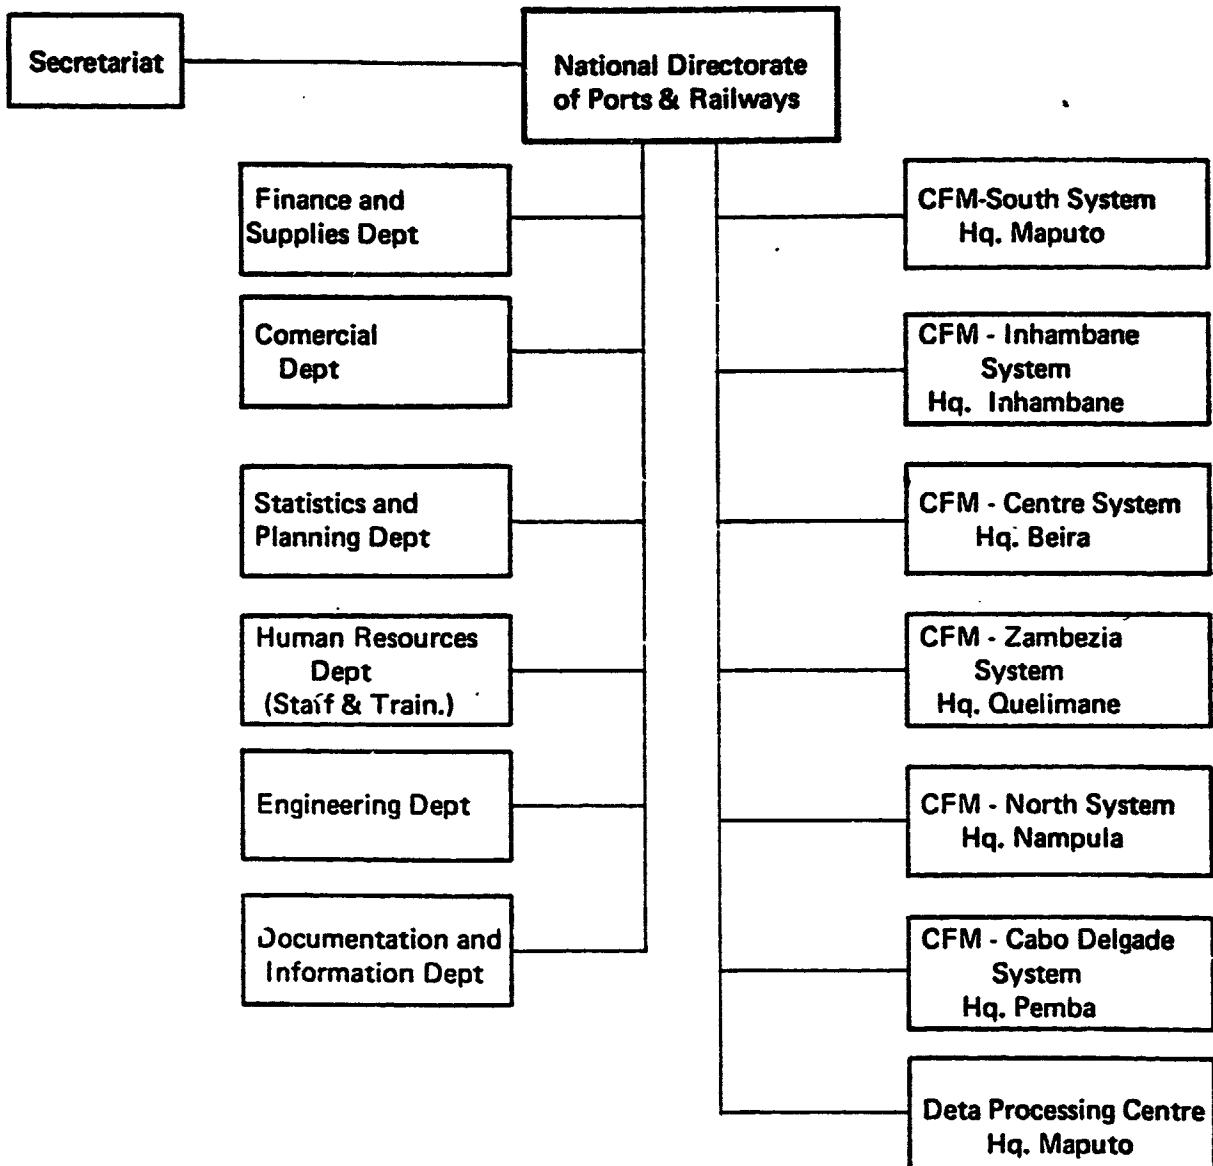 Secretariat
National Directorate
of Ports & Railways
Finance and
Supplies Dept
Comercial
Dept
Statistics and
Planning Dept
Human Resources
Dept
(Staff & Train.)
Engineering Dept
Documentation and
Information Dept
CFM-South System
Hq. Maputo
CFM - Inhambane
System
Hq. Inhambane
CFM - Centre System
Hq. Beira
CFM - Zambezia
System
Hq. Quelimane
CFM - North System
Hq. Nampula
CFM - Cabo Delgade
System
Hq. Pemba
Deta Processing Centre
Hq. Maputo